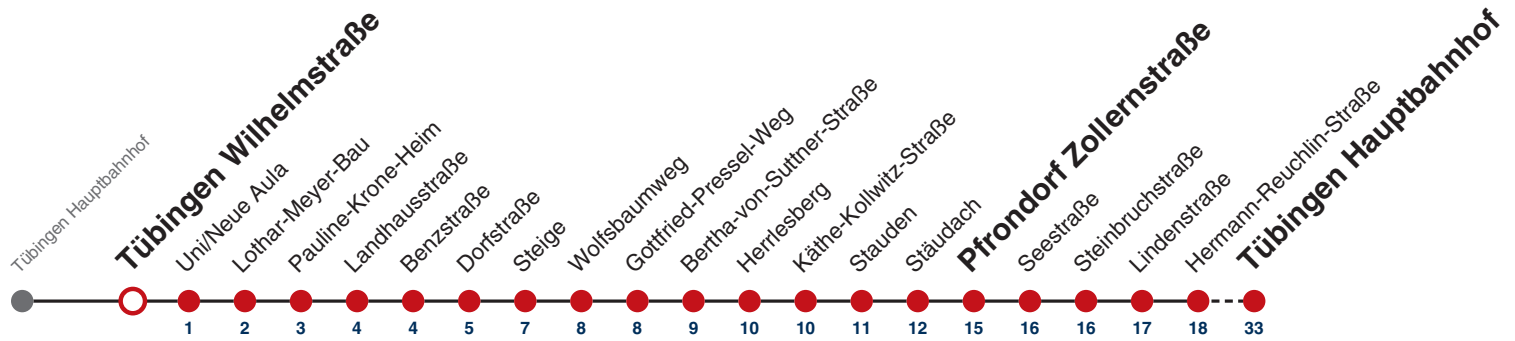 Tübingen Hauptbahnhof
Tübingen Wilhelmstraße
Uni/Neue Aula
Lothar-Meyer-Bau
Pauline-Krone-Heim
Landhausstraße
Benzstraße
Dorfstraße
Steige
Wolfsbaumweg
Gottfried-Pressel-Weg
Bertha-von-Suttner-Straße
Herrlesberg
Käthe-Kollwitz-Straße
Stauden
Stäudach
Pfrondorf Zollernstraße
Seestraße
Steinbruchstraße
Lindenstraße
Hermann-Reuchlin-Straße
Tübingen Hauptbahnhof
1 2 3 4 4 5 7 8 8 9 10 10 11 12 15 16 16 17 18 33